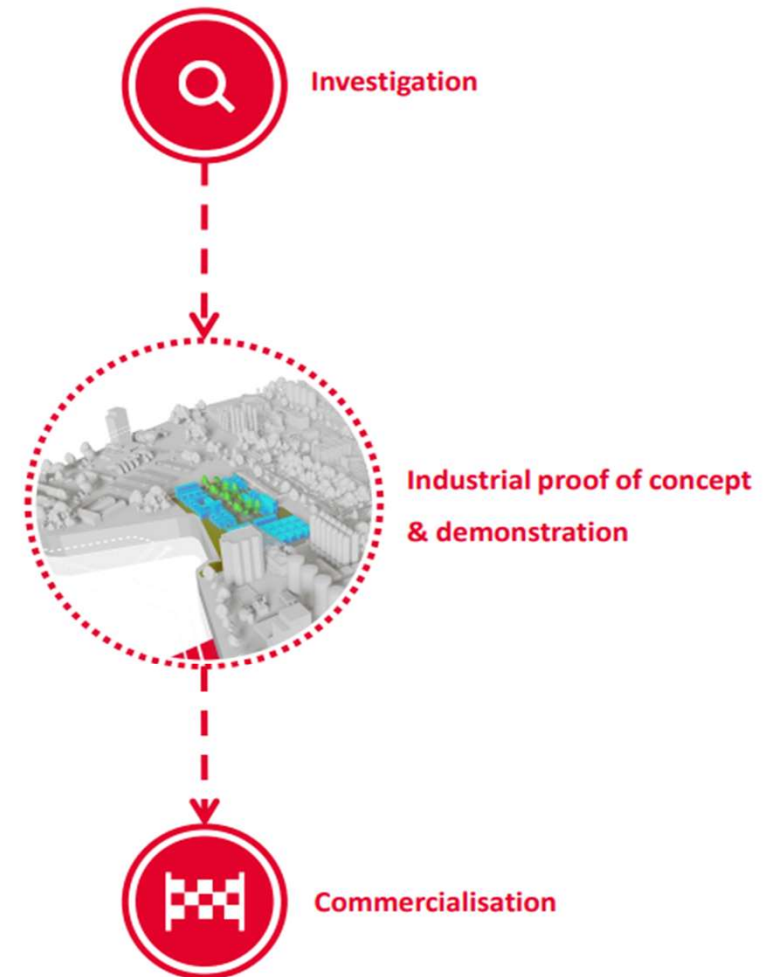 Investigation
Industrial proof of concept
& demonstration
Commercialisation